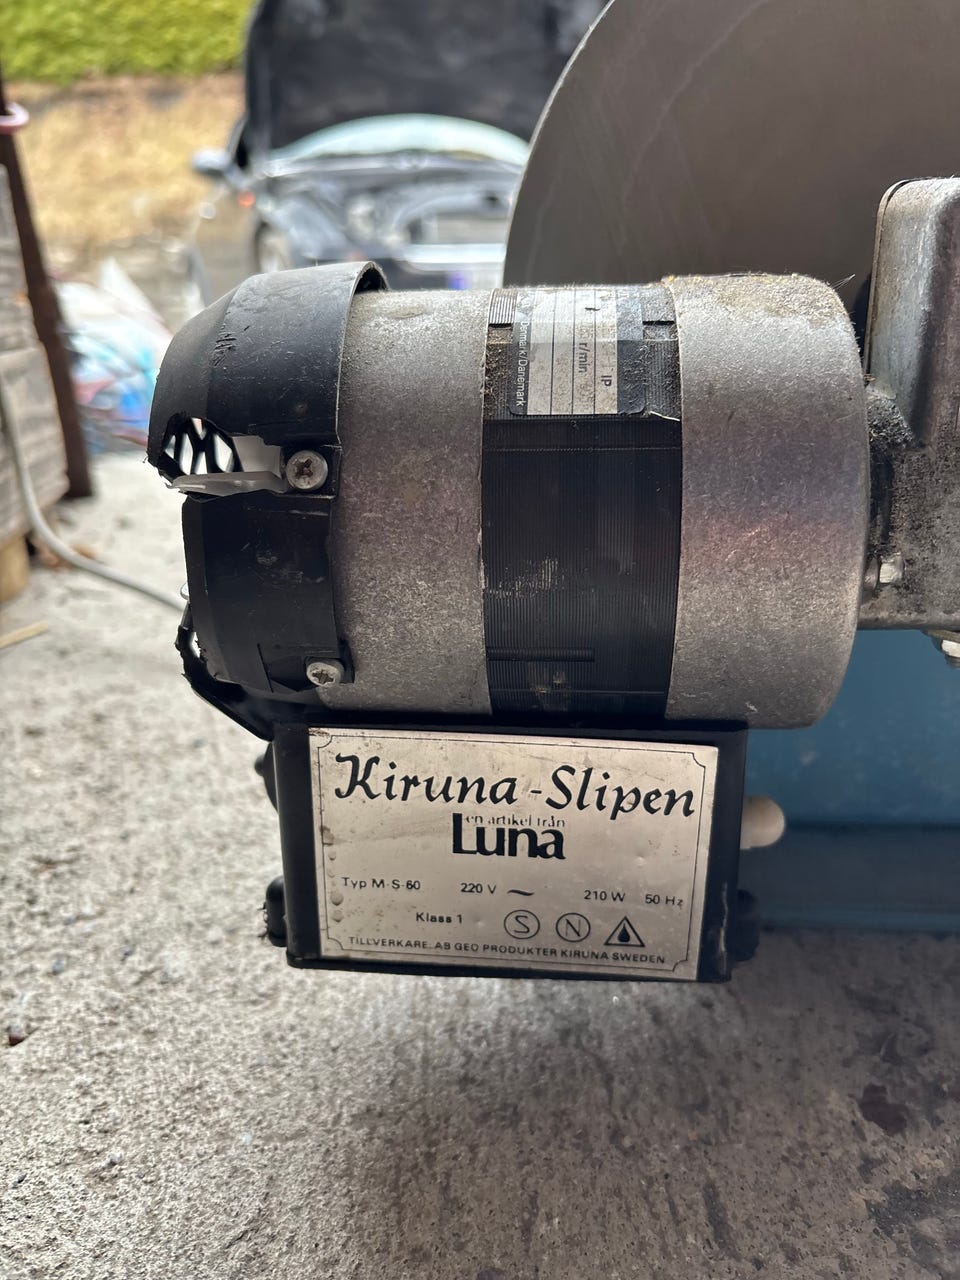 Danmark/Danemark
r/min
IP
Kiruna-Slipen
en artikel från
Luna
Typ M-S-60 220 V ~ 210 W 50 Hz
Klass 1 S N
TILLVERKARE: AB GEO PRODUKTER KIRUNA SWEDEN